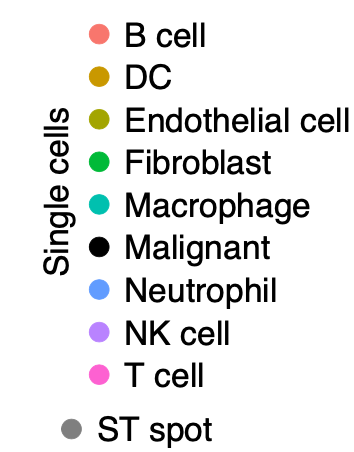 Single cells
B cell
DC
Endothelial cell
Fibroblast
Macrophage
Malignant
Neutrophil
NK cell
T cell
ST spot